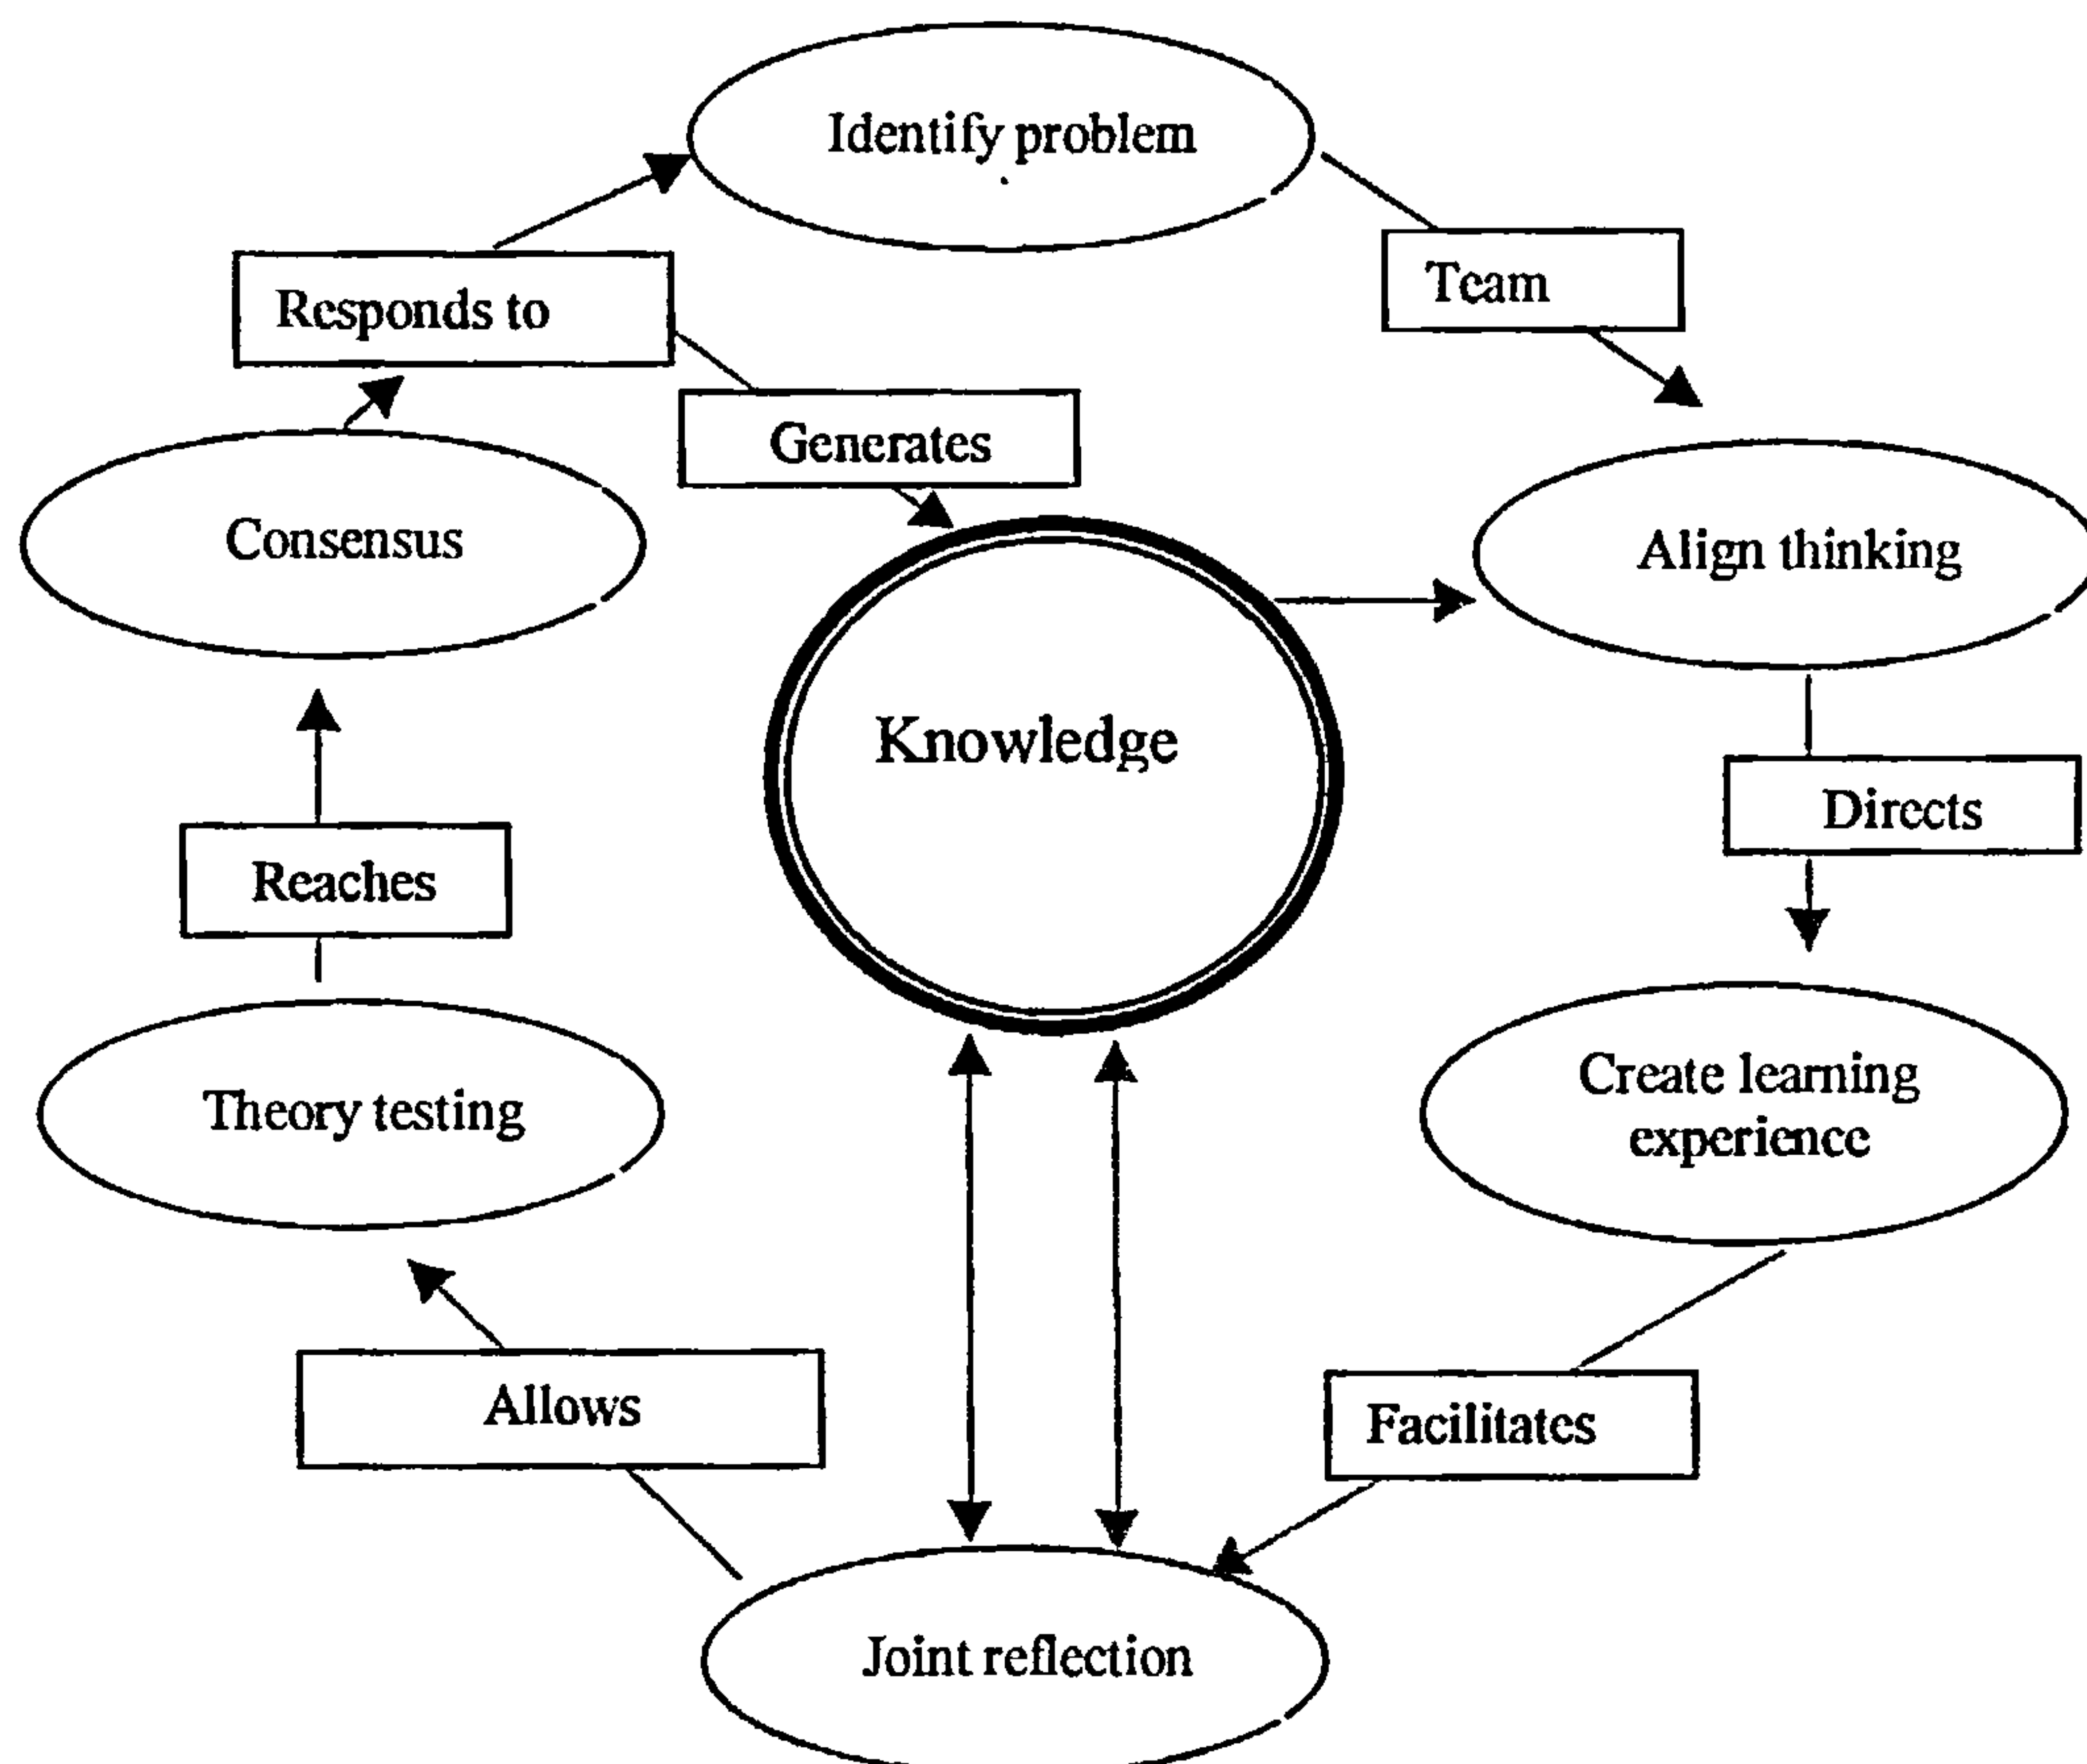 Identify problem
Responds to
Team
Generates
Consensus
Align thinking
Knowledge
Directs
Reaches
Theory testing
Create learning
experience
Allows
Facilitates
Joint reflection